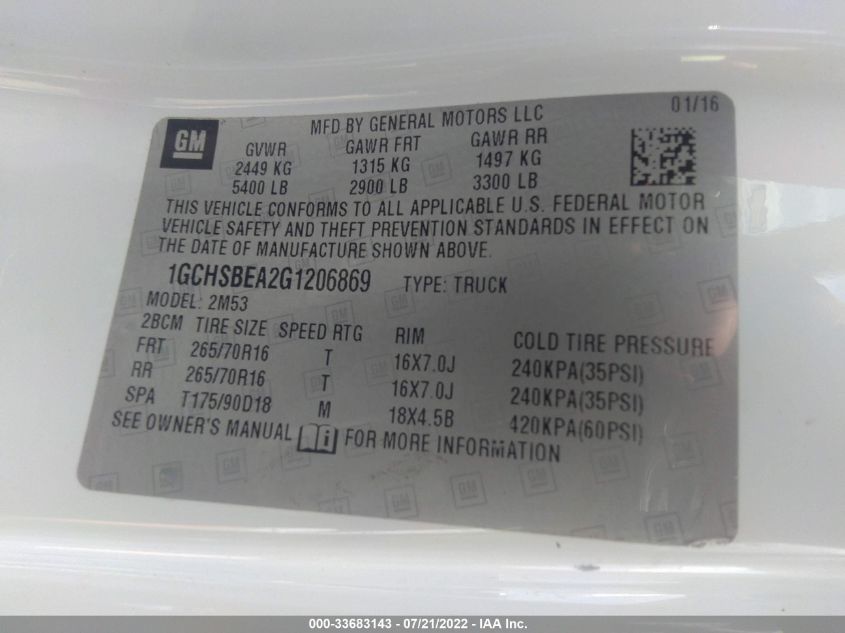 GM
MFD BY GENERAL MOTORS LLC
01/16
GVWR GAWR FRT GAWR RR
2449 KG 1315 KG 1497 KG
5400 LB 2900 LB 3300 LB
THIS VEHICLE CONFORMS TO ALL APPLICABLE U.S. FEDERAL MOTOR
VEHICLE SAFETY AND THEFT PREVENTION STANDARDS IN EFFECT ON
THE DATE OF MANUFACTURE SHOWN ABOVE.
1GCHSBEA2G1206869 TYPE: TRUCK
MODEL: 2M53
2BCM TIRE SIZE SPEED RTG RIM COLD TIRE PRESSURE
FRT 265/70R16 T 16X7.0J 240KPA(35PSI)
RR 265/70R16 T 16X7.0J 240KPA(35PSI)
SPA T175/90D18 M 18X4.5B 420KPA(60PSI)
SEE OWNER'S MANUAL i FOR MORE INFORMATION
000-33683143 - 07/21/2022 - IAA Inc.